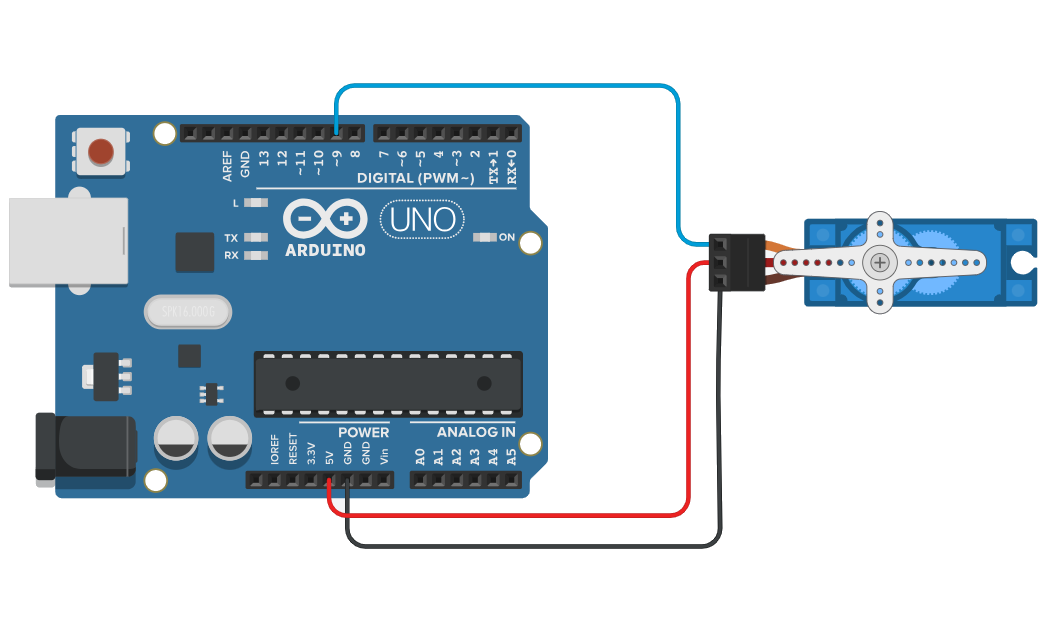 AREF
GND
13
12
~11
~10
~9
8
7
~6
~5
4
~3
2
TX→1
RX←0
DIGITAL (PWM~)
L
TX
RX
ARDUINO
UNO
ON
SPK16.000G
POWER
ANALOG IN
IOREF
RESET
3.3V
5V
GND
GND
Vin
A0
A1
A2
A3
A4
A5